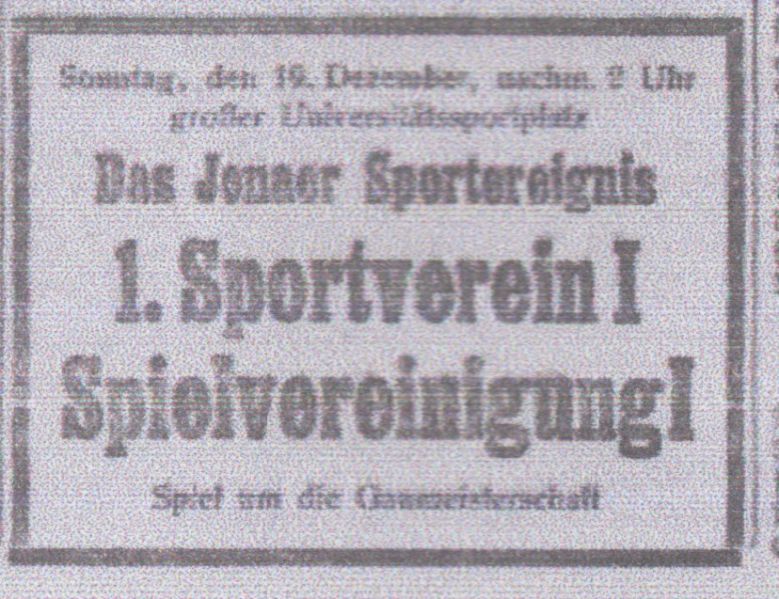 Sonntag, den 19. Dezember, nachm. 2 Uhr
großer Universitätssportplatz
Das Jenaer Sportereignis
1. Sportverein I
Spielvereinigung I
Spiel um die Gaumeisterschaft